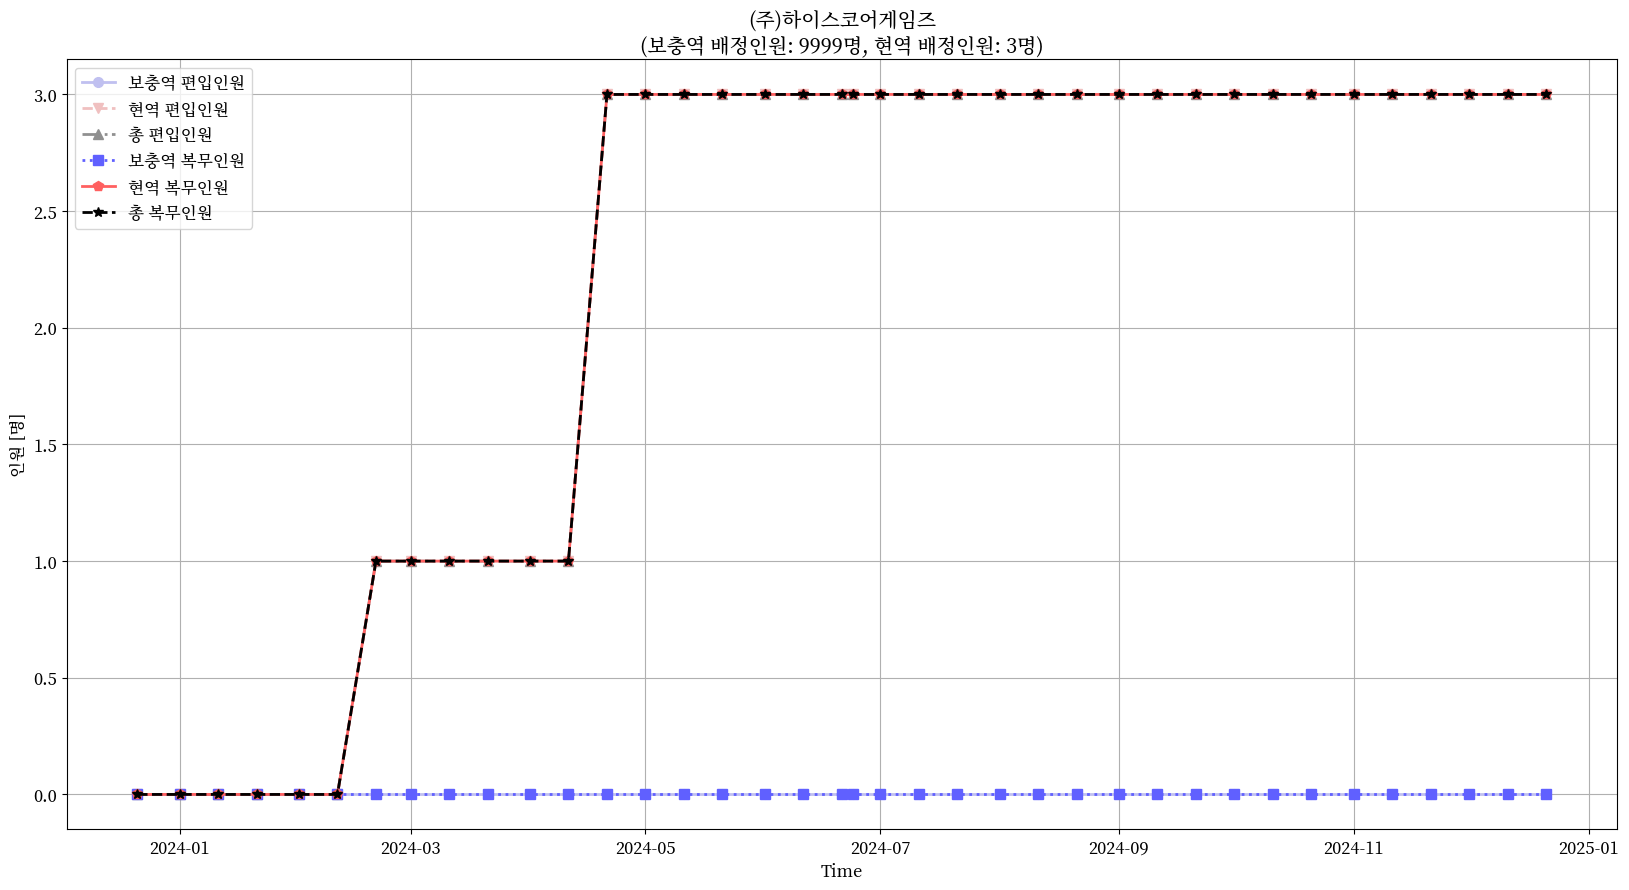 (주)하이스코어게임즈
(보충역 배정인원: 9999명, 현역 배정인원: 3명)
보충역 편입인원
현역 편입인원
총 편입인원
보충역 복무인원
현역 복무인원
총 복무인원
3.0
2.5
2.0
1.5
1.0
0.5
0.0
인원 [명]
2024-01
2024-03
2024-05
2024-07
2024-09
2024-11
2025-01
Time